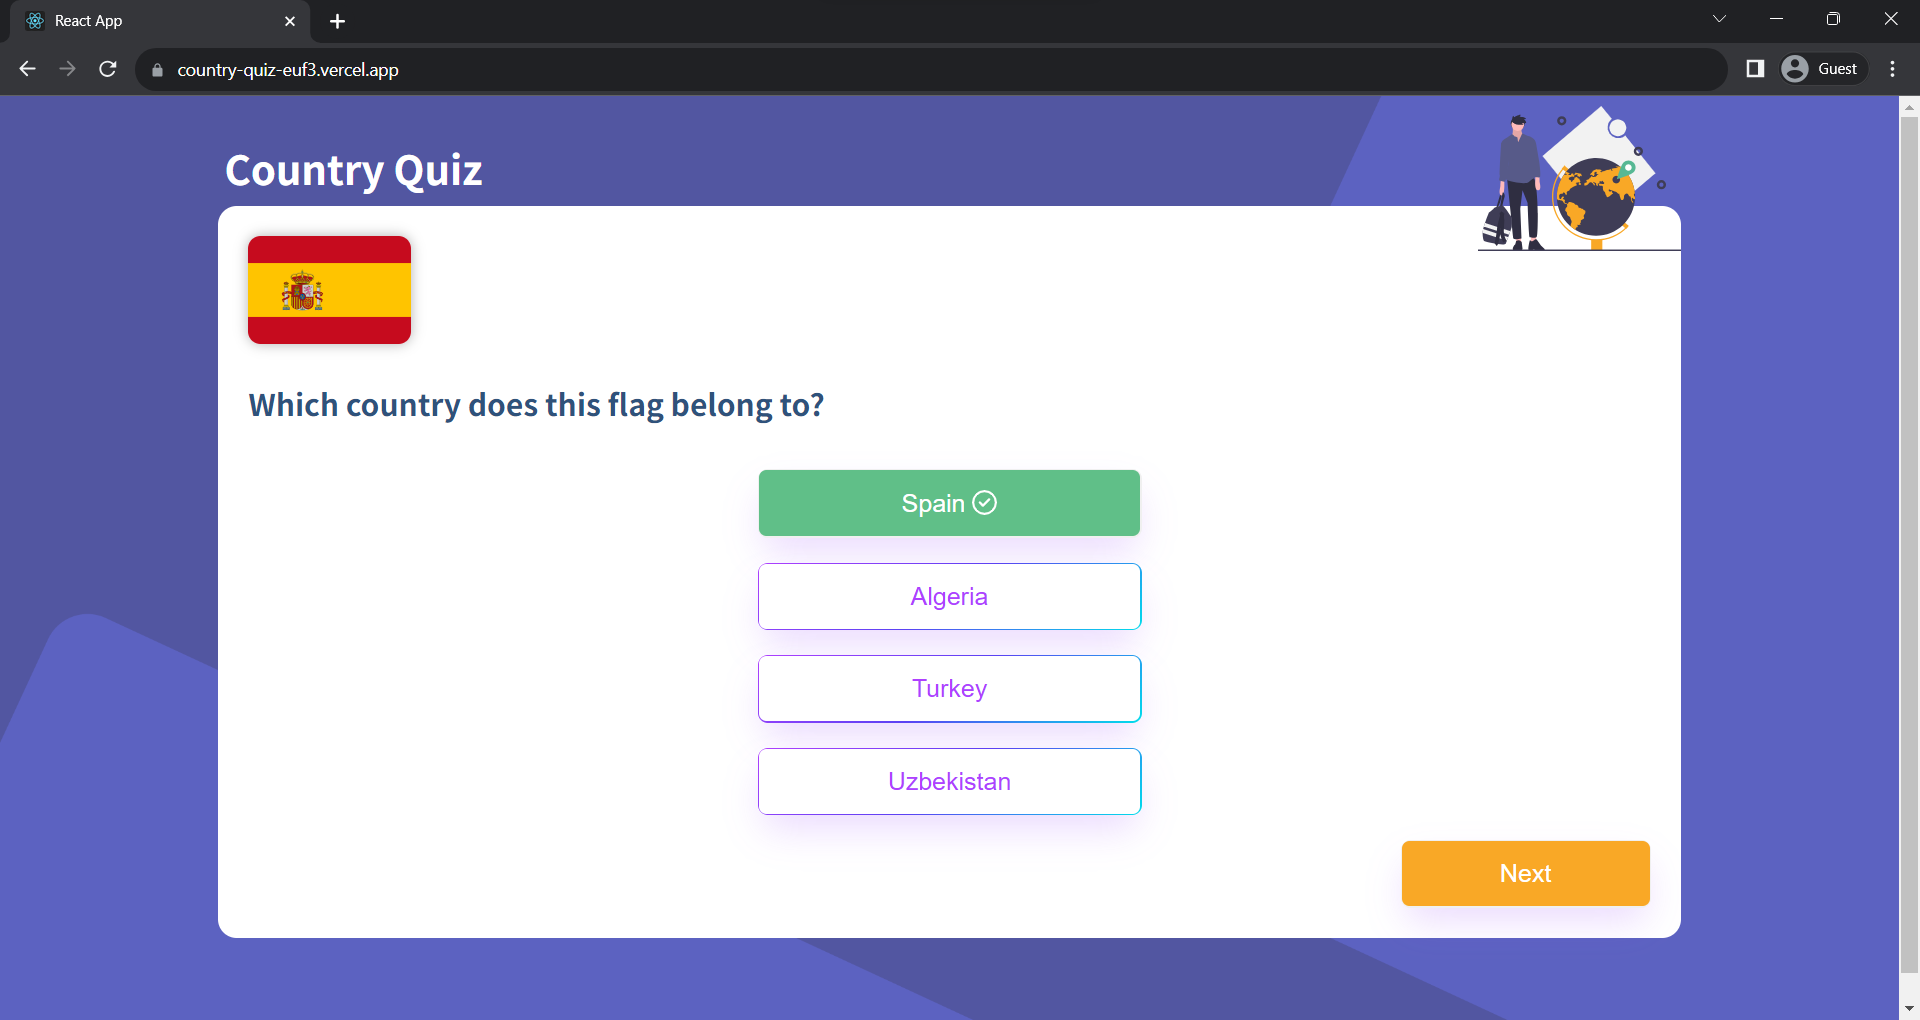 React App
country-quiz-euf3.vercel.app
Guest
Country Quiz
Which country does this flag belong to?
Spain
Algeria
Turkey
Uzbekistan
Next